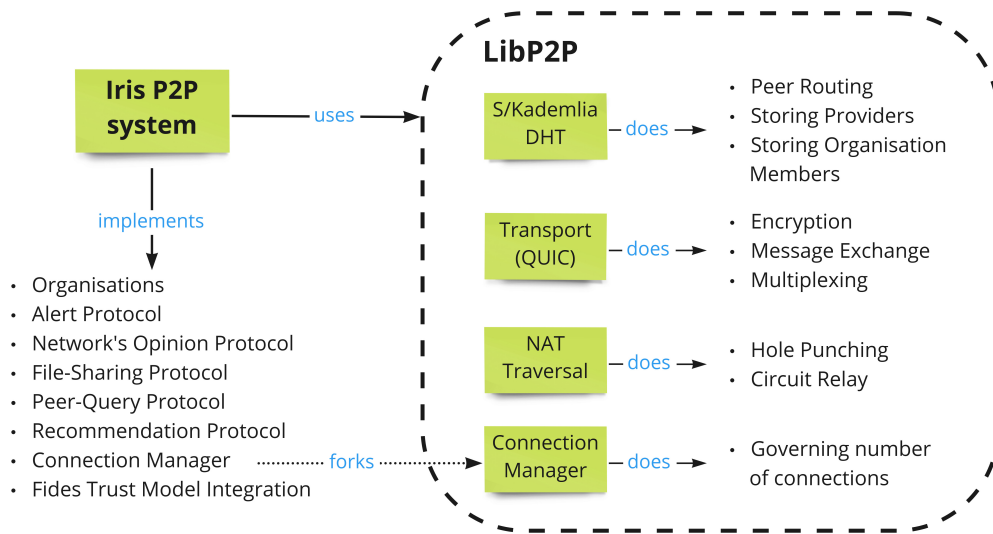 LibP2P
Iris P2P
system
uses
implements
• Organisations
• Alert Protocol
• Network's Opinion Protocol
• File-Sharing Protocol
• Peer-Query Protocol
• Recommendation Protocol
• Connection Manager
• Fides Trust Model Integration
forks
S/Kademlia
DHT
does
• Peer Routing
• Storing Providers
• Storing Organisation
Members
Transport
(QUIC)
does
• Encryption
• Message Exchange
• Multiplexing
NAT
Traversal
does
• Hole Punching
• Circuit Relay
Connection
Manager
does
• Governing number
of connections